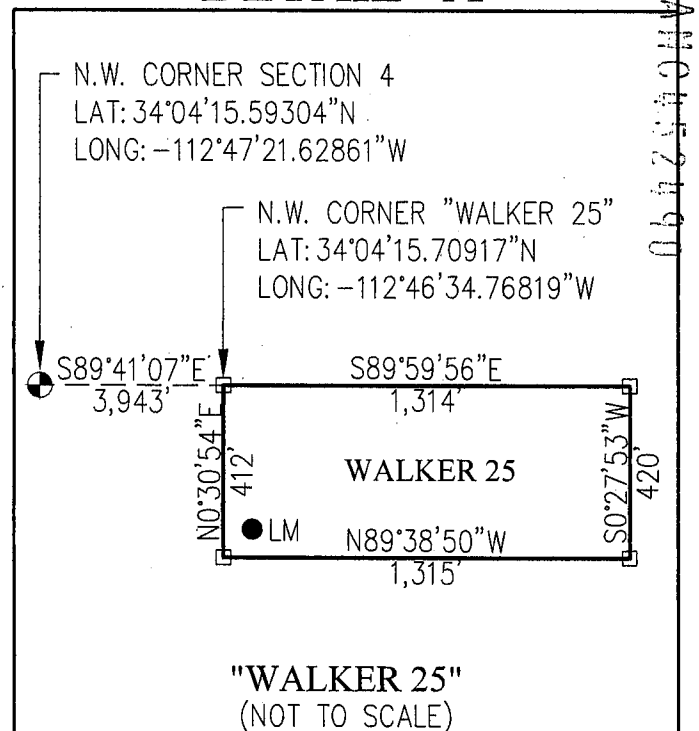 N.W. CORNER SECTION 4
LAT: 34°04'15.59304"N
LONG: -112°47'21.62861"W
N.W. CORNER "WALKER 25"
LAT: 34°04'15.70917"N
LONG: -112°46'34.76819"W
S89°41'07"E
3,943'
S89°59'56"E
1,314'
N0°30'54"E
412'
WALKER 25
S0°27'53"W
420'
LM
N89°38'50"W
1,315'
"WALKER 25"
(NOT TO SCALE)